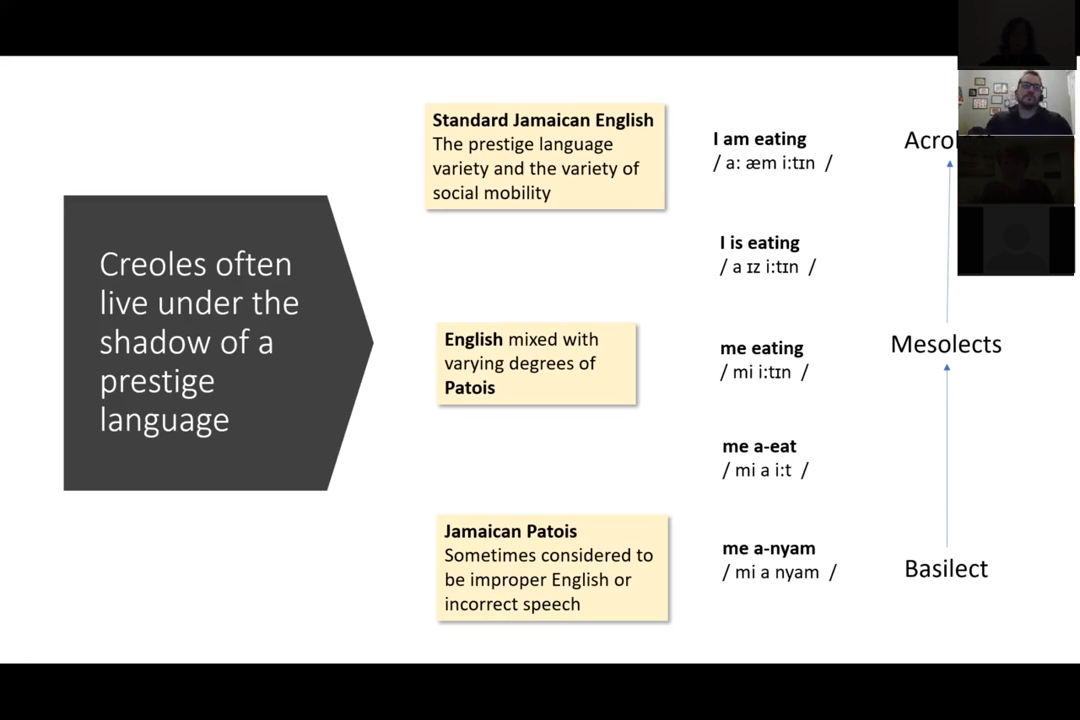 Creoles often
live under the
shadow of a
prestige
language
Standard Jamaican English
The prestige language
variety and the variety of
social mobility
English mixed with
varying degrees of
Patois
Jamaican Patois
Sometimes considered to
be improper English or
incorrect speech
I am eating
/ a: æm i:tɪn /
I is eating
/ a ɪz i:tɪn /
me eating
/ mi i:tɪn /
me a-eat
/ mi a i:t /
me a-nyam
/ mi a nyam /
Mesolects
Basilect